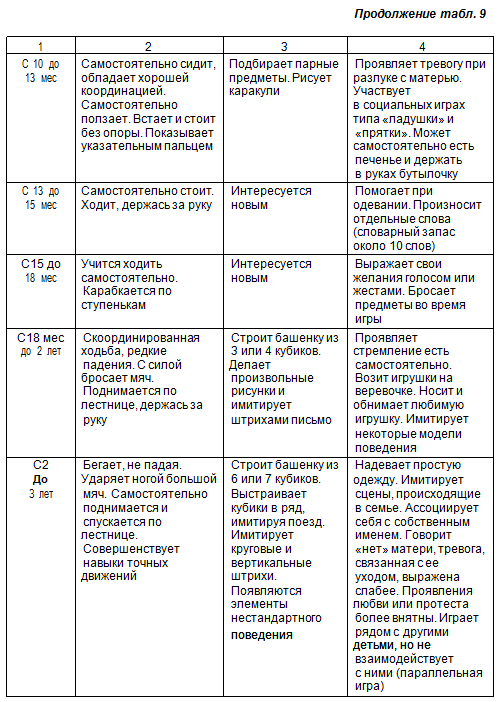 Продолжение табл. 9
1
2
3
4
С 10 до
13 мес
Самостоятельно сидит,
обладает хорошей
координацией.
Самостоятельно
ползает. Встает и стоит
без опоры. Показывает
указательным пальцем
Подбирает парные
предметы. Рисует
каракули
Проявляет тревогу при
разлуке с матерью.
Участвует
в социальных играх
типа «ладушки» и
«прятки». Может
самостоятельно есть
печенье и держать
в руках бутылочку
С 13 до
15 мес
Самостоятельно стоит.
Ходит, держась за руку
Интересуется
новым
Помогает при
одевании. Произносит
отдельные слова
(словарный запас
около 10 слов)
С15 до
18 мес
Учится ходить
самостоятельно.
Карабкается по
ступенькам
Интересуется
новым
Выражает свои
желания голосом или
жестами. Бросает
предметы во время
игры
С18 мес
до 2 лет
Скоординированная
ходьба, редкие
падения. С силой
бросает мяч.
Поднимается по
лестнице, держась за
руку
Строит башенку из
3 или 4 кубиков.
Делает
произвольные
рисунки и
имитирует
штрихами письмо
Проявляет
стремление есть
самостоятельно.
Возит игрушки на
веревочке. Носит и
обнимает любимую
игрушку. Имитирует
некоторые модели
поведения
С2
До
3 лет
Бегает, не падая.
Ударяет ногой большой
мяч. Самостоятельно
поднимается и
спускается по
лестнице.
Совершенствует
навыки точных
движений
Строит башенку из
6 или 7 кубиков.
Выстраивает
кубики в ряд,
имитируя поезд.
Имитирует
круговые и
вертикальные
штрихи.
Появляются
элементы
нестандартного
поведения
Надевает простую
одежду. Имитирует
сцены, происходящие
в семье. Ассоциирует
себя с собственным
именем. Говорит
«нет» матери, тревога,
связанная с ее
уходом, выражена
слабее. Проявления
любви или протеста
более внятны. Играет
рядом с другими
детьми, но не
взаимодействует
с ними (параллельная
игра)